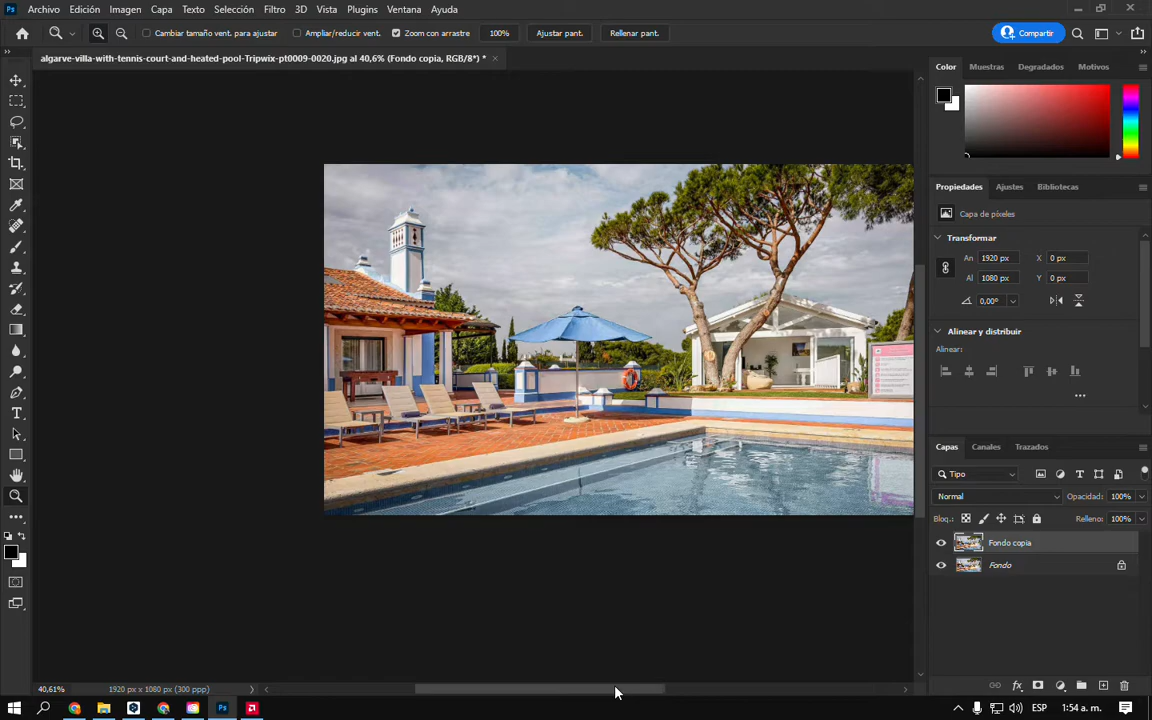 Ps Archivo Edición Imagen Capa Texto Selección Filtro 3D Vista Plugins Ventana Ayuda
Cambiar tamaño vent. para ajustar Ampliar/reducir vent. Zoom con arrastre 100% Ajustar pant. Rellenar pant. Compartir
algarve-villa-with-tennis-court-and-heated-pool-Tripwix-pt0009-0020.jpg al 40,6% (Fondo copia, RGB/8*) *
Color Muestras Degradados Motivos
Propiedades Ajustes Bibliotecas
Capa de píxeles
Transformar
An 1920 px X 0 px
Al 1080 px Y 0 px
0,00°
Alinear y distribuir
Alinear:
Capas Canales Trazados
Tipo
Normal Opacidad: 100%
Bloq.: Relleno: 100%
Fondo copia
Fondo
40,61% 1920 px x 1080 px (300 ppp)
Ps ESP 1:54 a. m.